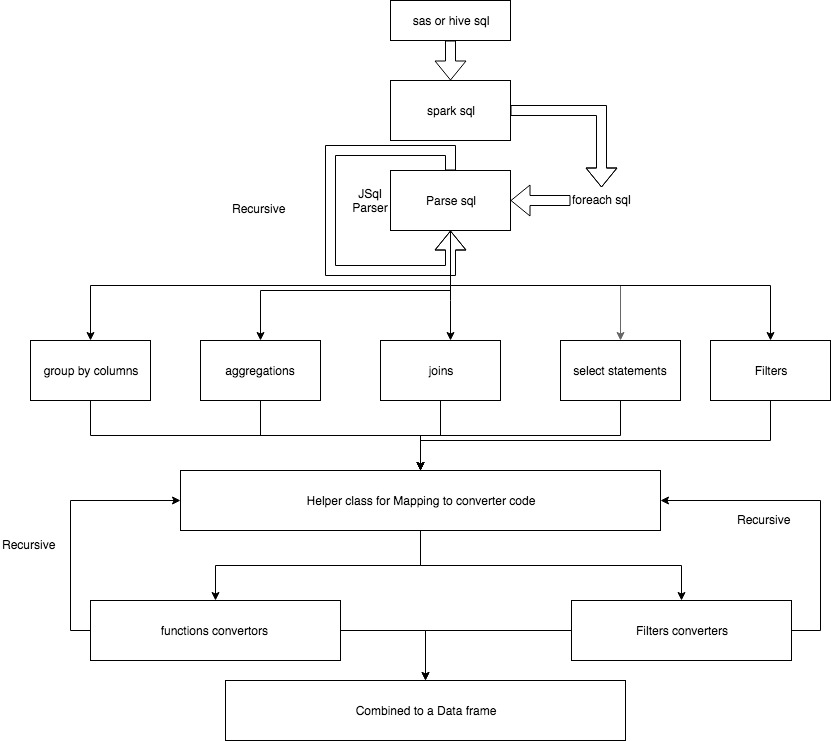 sas or hive sql
spark sql
JSql
Parser
Parse sql
foreach sql
Recursive
group by columns
aggregations
joins
select statements
Filters
Helper class for Mapping to converter code
Recursive
Recursive
functions convertors
Filters converters
Combined to a Data frame